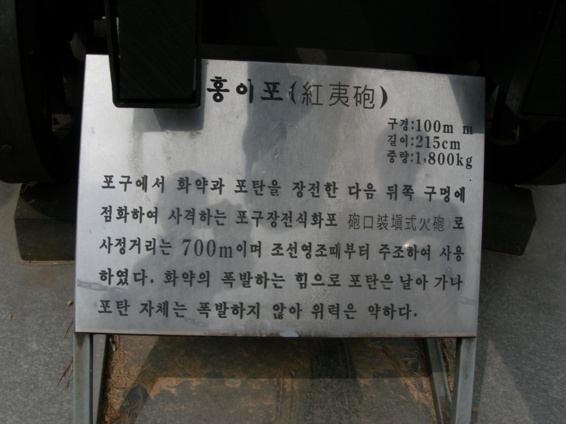 홍이포(紅夷砲)
구경:100m m
길이:215cm
중량:1,800kg
포구에서 화약과 포탄을 장전한 다음 뒤쪽 구멍에
점화하여 사격하는 포구장전식화포 砲口裝塡式火砲 로
사정거리는 700m이며 조선영조때부터 주조하여 사용
하였다. 화약의 폭발하는 힘으로 포탄은 날아 가나
포탄 자체는 폭발하지 않아 위력은 약하다.